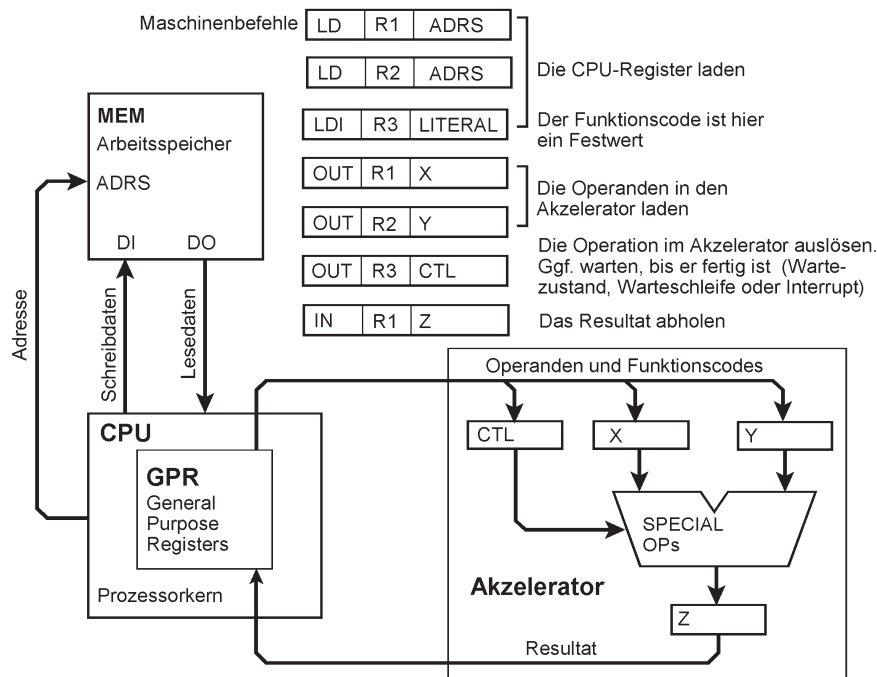 Maschinenbefehle
LD R1 ADRS
LD R2 ADRS
Die CPU-Register laden
LDI R3 LITERAL
Der Funktionscode ist hier
ein Festwert
OUT R1 X
OUT R2 Y
Die Operanden in den
Akzelerator laden
OUT R3 CTL
Die Operation im Akzelerator auslösen.
Ggf. warten, bis er fertig ist (Warte-
zustand, Warteschleife oder Interrupt)
IN R1 Z
Das Resultat abholen
MEM
Arbeitsspeicher
ADRS
DI DO
Adresse
Schreibdaten
Lesedaten
CPU
GPR
General
Purpose
Registers
Prozessorkern
Operanden und Funktionscodes
CTL X Y
SPECIAL
OPs
Akzelerator
Z
Resultat